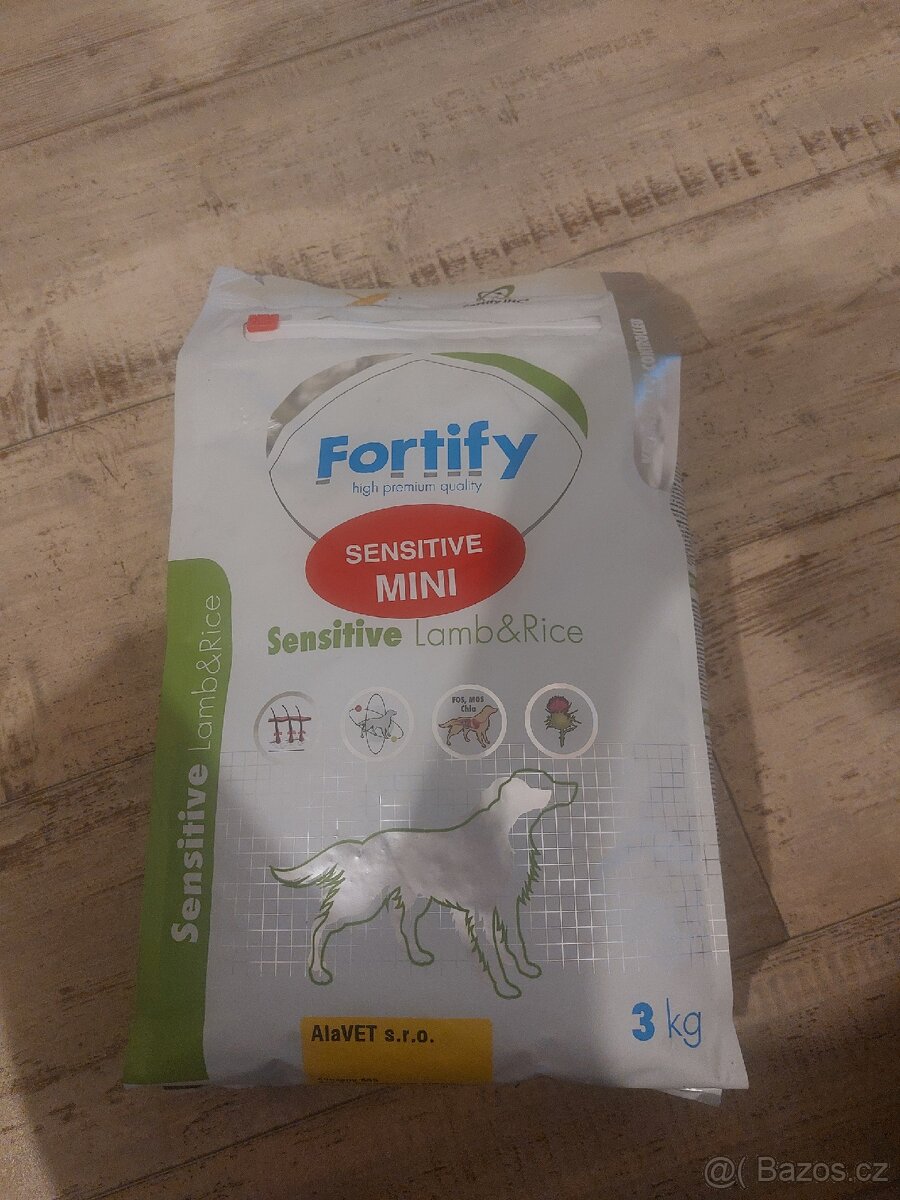 Fortify
high premium quality
SENSITIVE
MINI
Sensitive Lamb&Rice
FOS, MOS
Chlo
Sensitive Lamb&Rice
3 kg
AlaVET s.r.o.
@( Bazos.cz